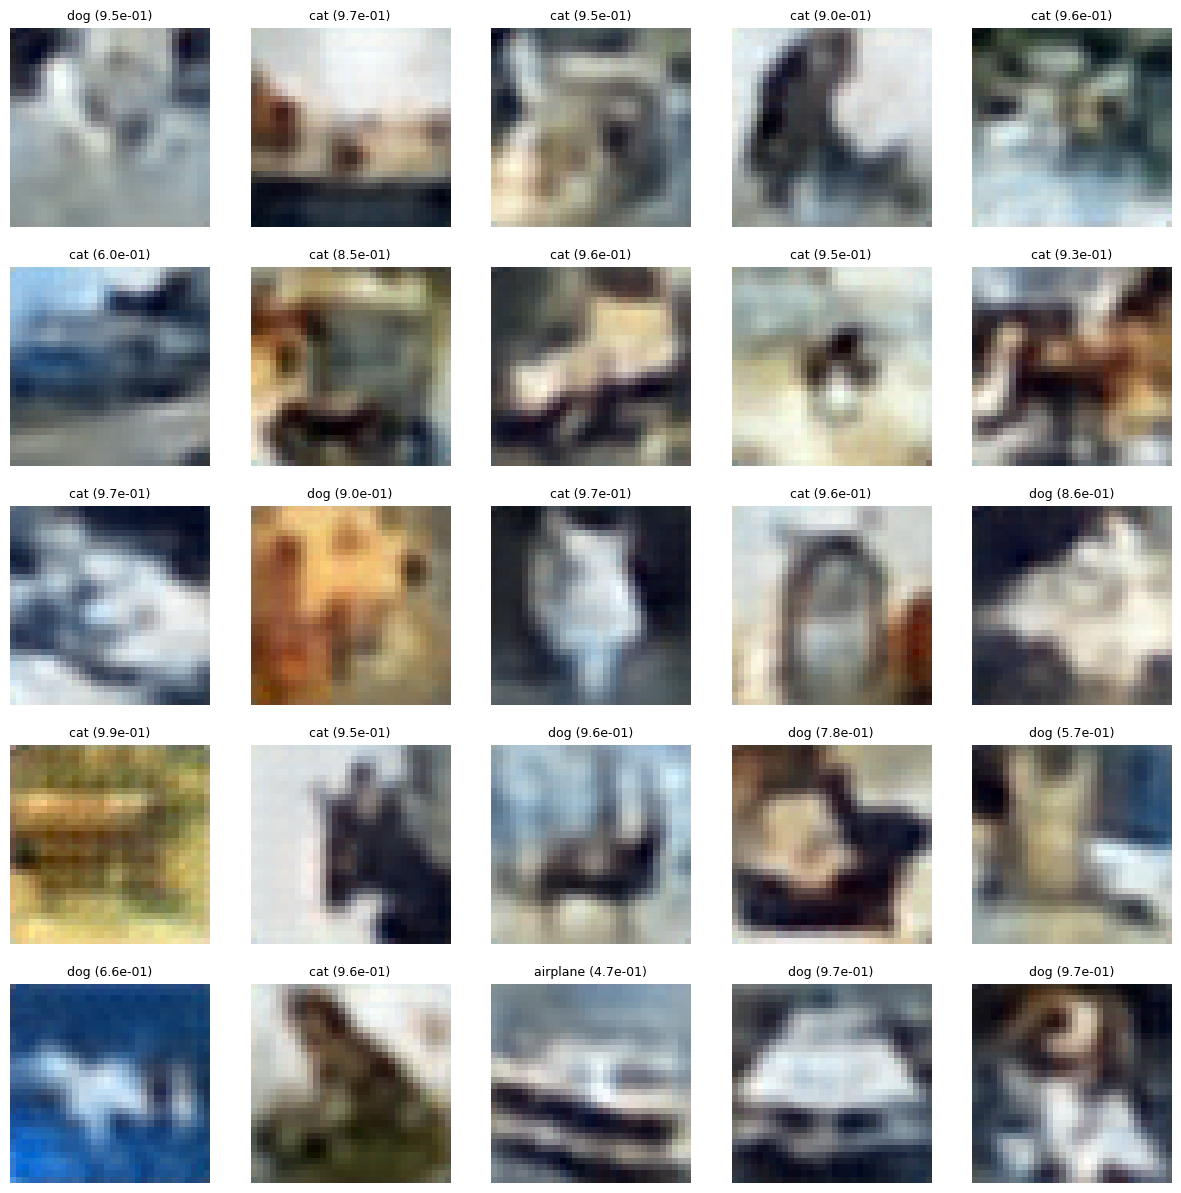 dog (9.5e-01) cat (9.7e-01) cat (9.5e-01) cat (9.0e-01) cat (9.6e-01)
cat (6.0e-01) cat (8.5e-01) cat (9.6e-01) cat (9.5e-01) cat (9.3e-01)
cat (9.7e-01) dog (9.0e-01) cat (9.7e-01) cat (9.6e-01) dog (8.6e-01)
cat (9.9e-01) cat (9.5e-01) dog (9.6e-01) dog (7.8e-01) dog (5.7e-01)
dog (6.6e-01) cat (9.6e-01) airplane (4.7e-01) dog (9.7e-01) dog (9.7e-01)